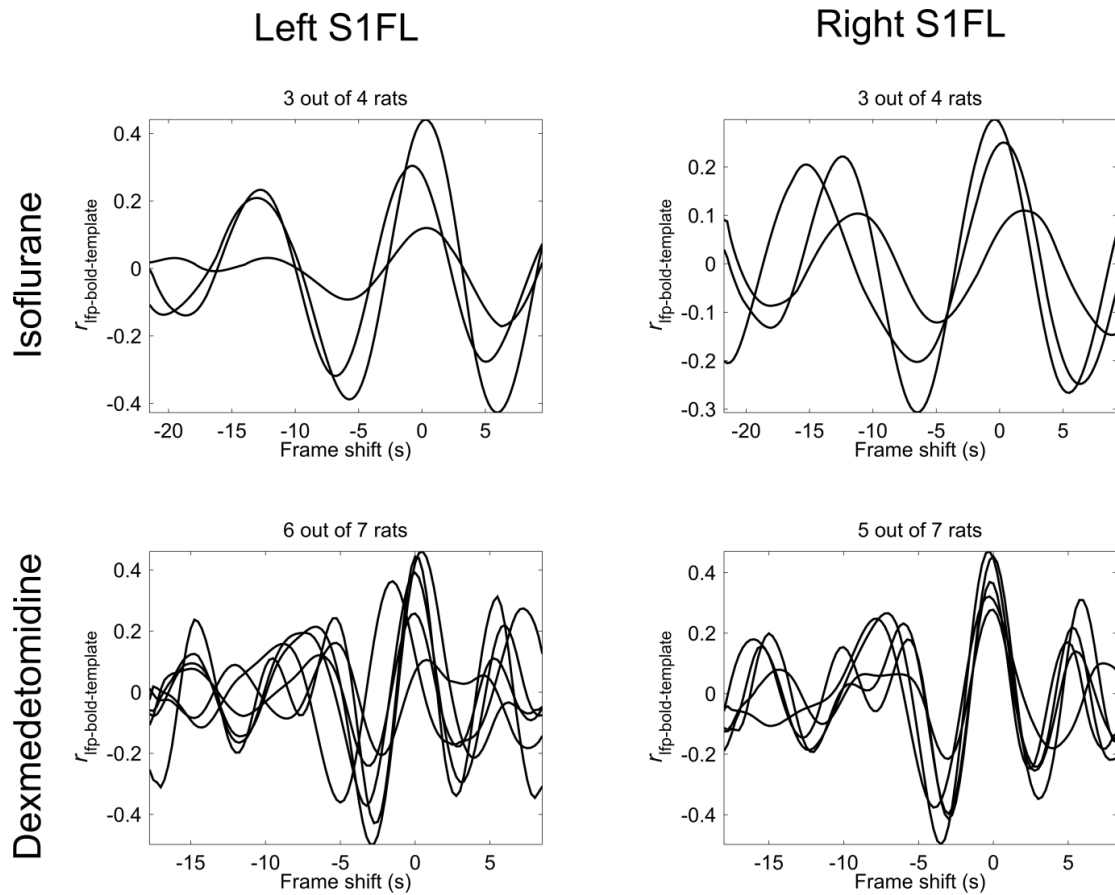 Left S1FL
Right S1FL
Isoflurane
3 out of 4 rats
0.4
0.2
0
-0.2
-0.4
-20 -15 -10 -5 0 5
Frame shift (s)
rlfp-bold-template
3 out of 4 rats
0.2
0.1
0
-0.1
-0.2
-0.3
-20 -15 -10 -5 0 5
Frame shift (s)
rlfp-bold-template
Dexmedetomidine
6 out of 7 rats
0.4
0.2
0
-0.2
-0.4
-15 -10 -5 0 5
Frame shift (s)
rlfp-bold-template
5 out of 7 rats
0.4
0.2
0
-0.2
-0.4
-15 -10 -5 0 5
Frame shift (s)
rlfp-bold-template